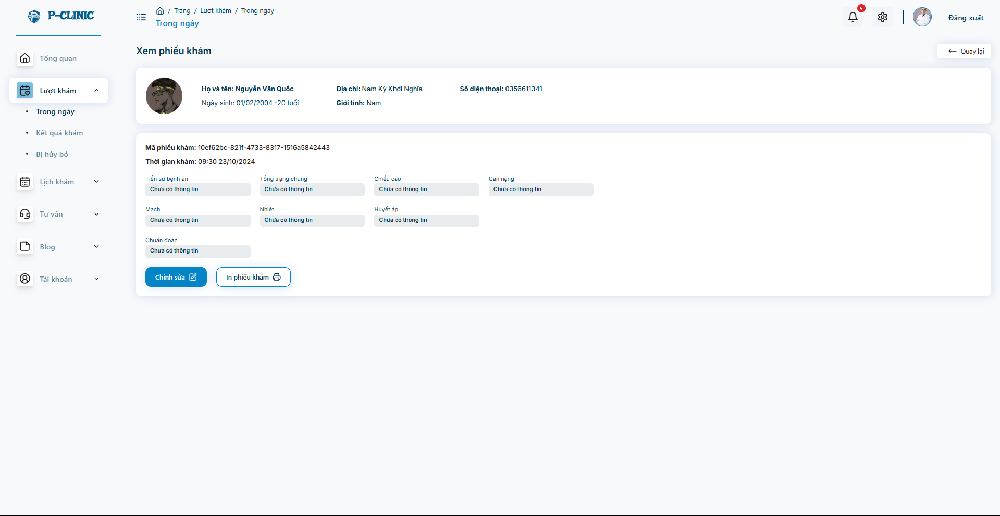 P-CLINIC
/ Trang / Lượt khám / Trong ngày
Trong ngày
5
Đăng xuất
Tổng quan
Lượt khám
Trong ngày
Kết quả khám
Bị hủy bỏ
Lịch khám
Tư vấn
Blog
Tài khoản
Xem phiếu khám
Quay lại
Họ và tên: Nguyễn Văn Quốc
Địa chỉ: Nam Kỳ Khởi Nghĩa
Số điện thoại: 0356611341
Ngày sinh: 01/02/2004 -20 tuổi
Giới tính: Nam
Mã phiếu khám: 10ef62bc-821f-4733-8317-1516a5842443
Thời gian khám: 09:30 23/10/2024
Tiền sử bệnh án
Tổng trạng chung
Chiều cao
Cân nặng
Chưa có thông tin
Chưa có thông tin
Chưa có thông tin
Chưa có thông tin
Mạch
Nhiệt
Huyết áp
Chưa có thông tin
Chưa có thông tin
Chưa có thông tin
Chuẩn đoán
Chưa có thông tin
Chỉnh sửa
In phiếu khám